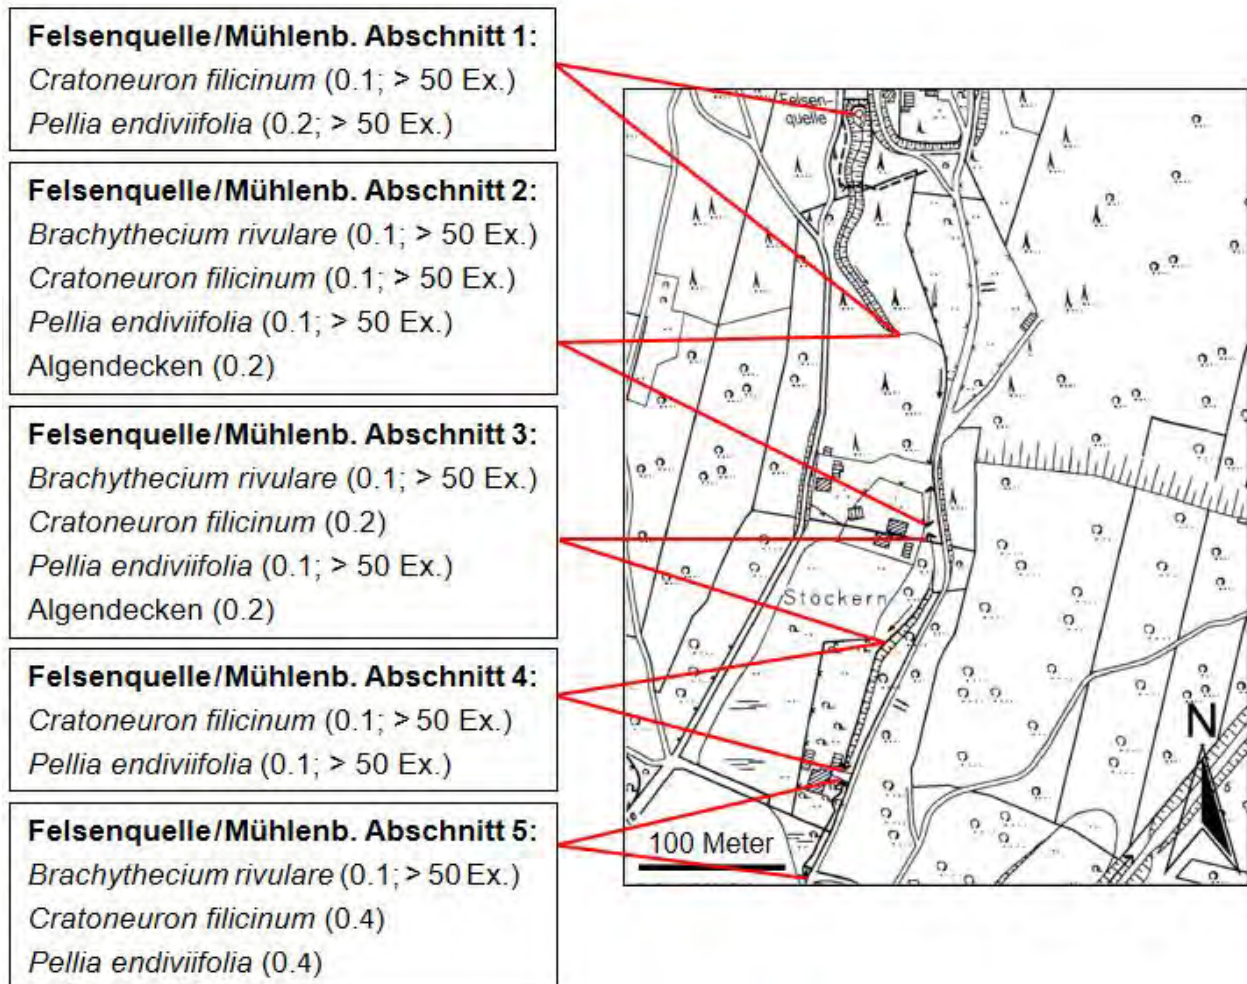 Felsenquelle/Mühlenb. Abschnitt 1:
Cratoneuron filicinum (0.1; > 50 Ex.)
Pellia endiviifolia (0.2; > 50 Ex.)
Felsenquelle/Mühlenb. Abschnitt 2:
Brachythecium rivulare (0.1; > 50 Ex.)
Cratoneuron filicinum (0.1; > 50 Ex.)
Pellia endiviifolia (0.1; > 50 Ex.)
Algendecken (0.2)
Felsenquelle/Mühlenb. Abschnitt 3:
Brachythecium rivulare (0.1; > 50 Ex.)
Cratoneuron filicinum (0.2)
Pellia endiviifolia (0.1; > 50 Ex.)
Algendecken (0.2)
Felsenquelle/Mühlenb. Abschnitt 4:
Cratoneuron filicinum (0.1; > 50 Ex.)
Pellia endiviifolia (0.1; > 50 Ex.)
Felsenquelle/Mühlenb. Abschnitt 5:
Brachythecium rivulare (0.1; > 50 Ex.)
Cratoneuron filicinum (0.4)
Pellia endiviifolia (0.4)
Felsen-
quelle
Stöckern
N
100 Meter